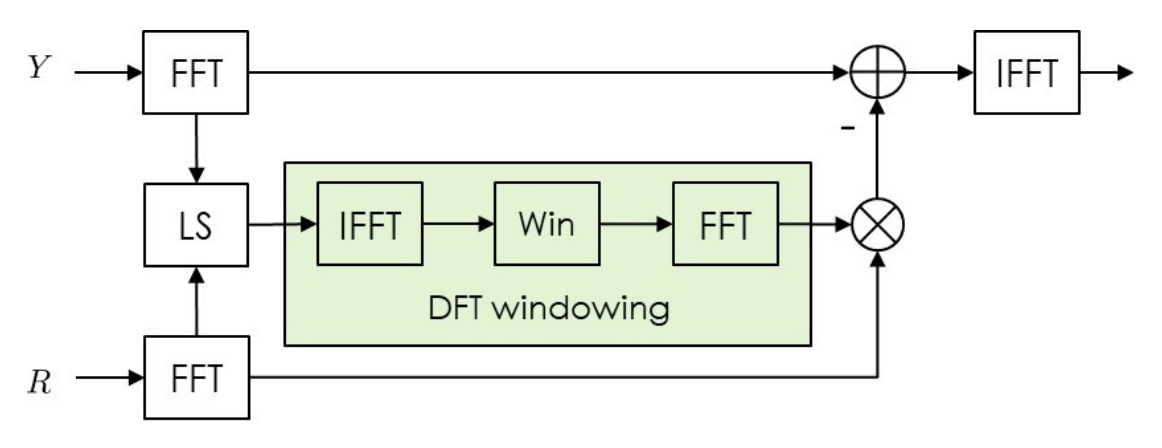 Y
FFT
IFFT
-
LS
IFFT
Win
FFT
DFT windowing
R
FFT